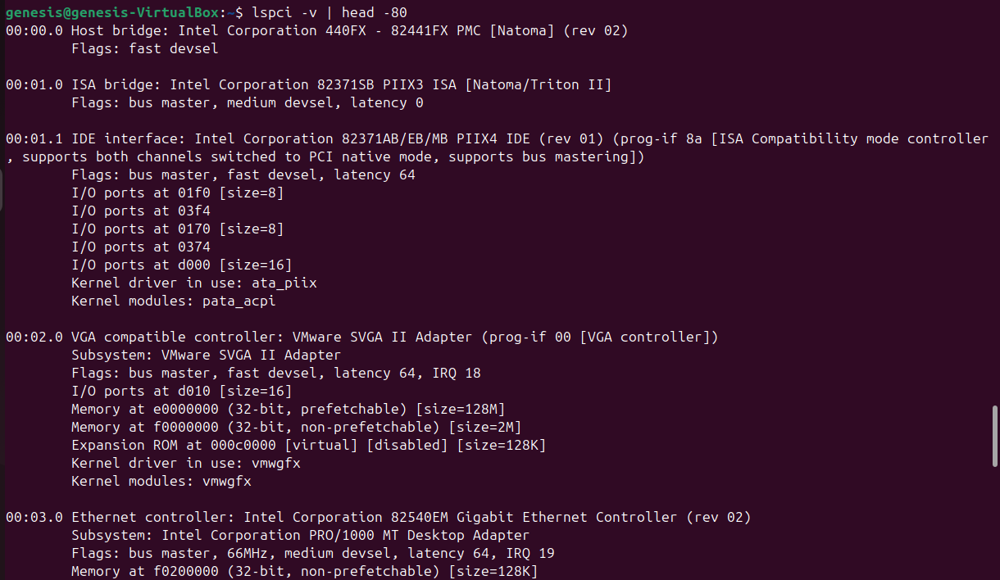 genesis@genesis-VirtualBox:~$ lspci -v | head -80
00:00.0 Host bridge: Intel Corporation 440FX - 82441FX PMC [Natoma] (rev 02)
Flags: fast devsel
00:01.0 ISA bridge: Intel Corporation 82371SB PIIX3 ISA [Natoma/Triton II]
Flags: bus master, medium devsel, latency 0
00:01.1 IDE interface: Intel Corporation 82371AB/EB/MB PIIX4 IDE (rev 01) (prog-if 8a [ISA Compatibility mode controller
, supports both channels switched to PCI native mode, supports bus mastering])
Flags: bus master, fast devsel, latency 64
I/O ports at 01f0 [size=8]
I/O ports at 03f4
I/O ports at 0170 [size=8]
I/O ports at 0374
I/O ports at d000 [size=16]
Kernel driver in use: ata_piix
Kernel modules: pata_acpi
00:02.0 VGA compatible controller: VMware SVGA II Adapter (prog-if 00 [VGA controller])
Subsystem: VMware SVGA II Adapter
Flags: bus master, fast devsel, latency 64, IRQ 18
I/O ports at d010 [size=16]
Memory at e0000000 (32-bit, prefetchable) [size=128M]
Memory at f0000000 (32-bit, non-prefetchable) [size=2M]
Expansion ROM at 000c0000 [virtual] [disabled] [size=128K]
Kernel driver in use: vmwgfx
Kernel modules: vmwgfx
00:03.0 Ethernet controller: Intel Corporation 82540EM Gigabit Ethernet Controller (rev 02)
Subsystem: Intel Corporation PRO/1000 MT Desktop Adapter
Flags: bus master, 66MHz, medium devsel, latency 64, IRQ 19
Memory at f0200000 (32-bit, non-prefetchable) [size=128K]